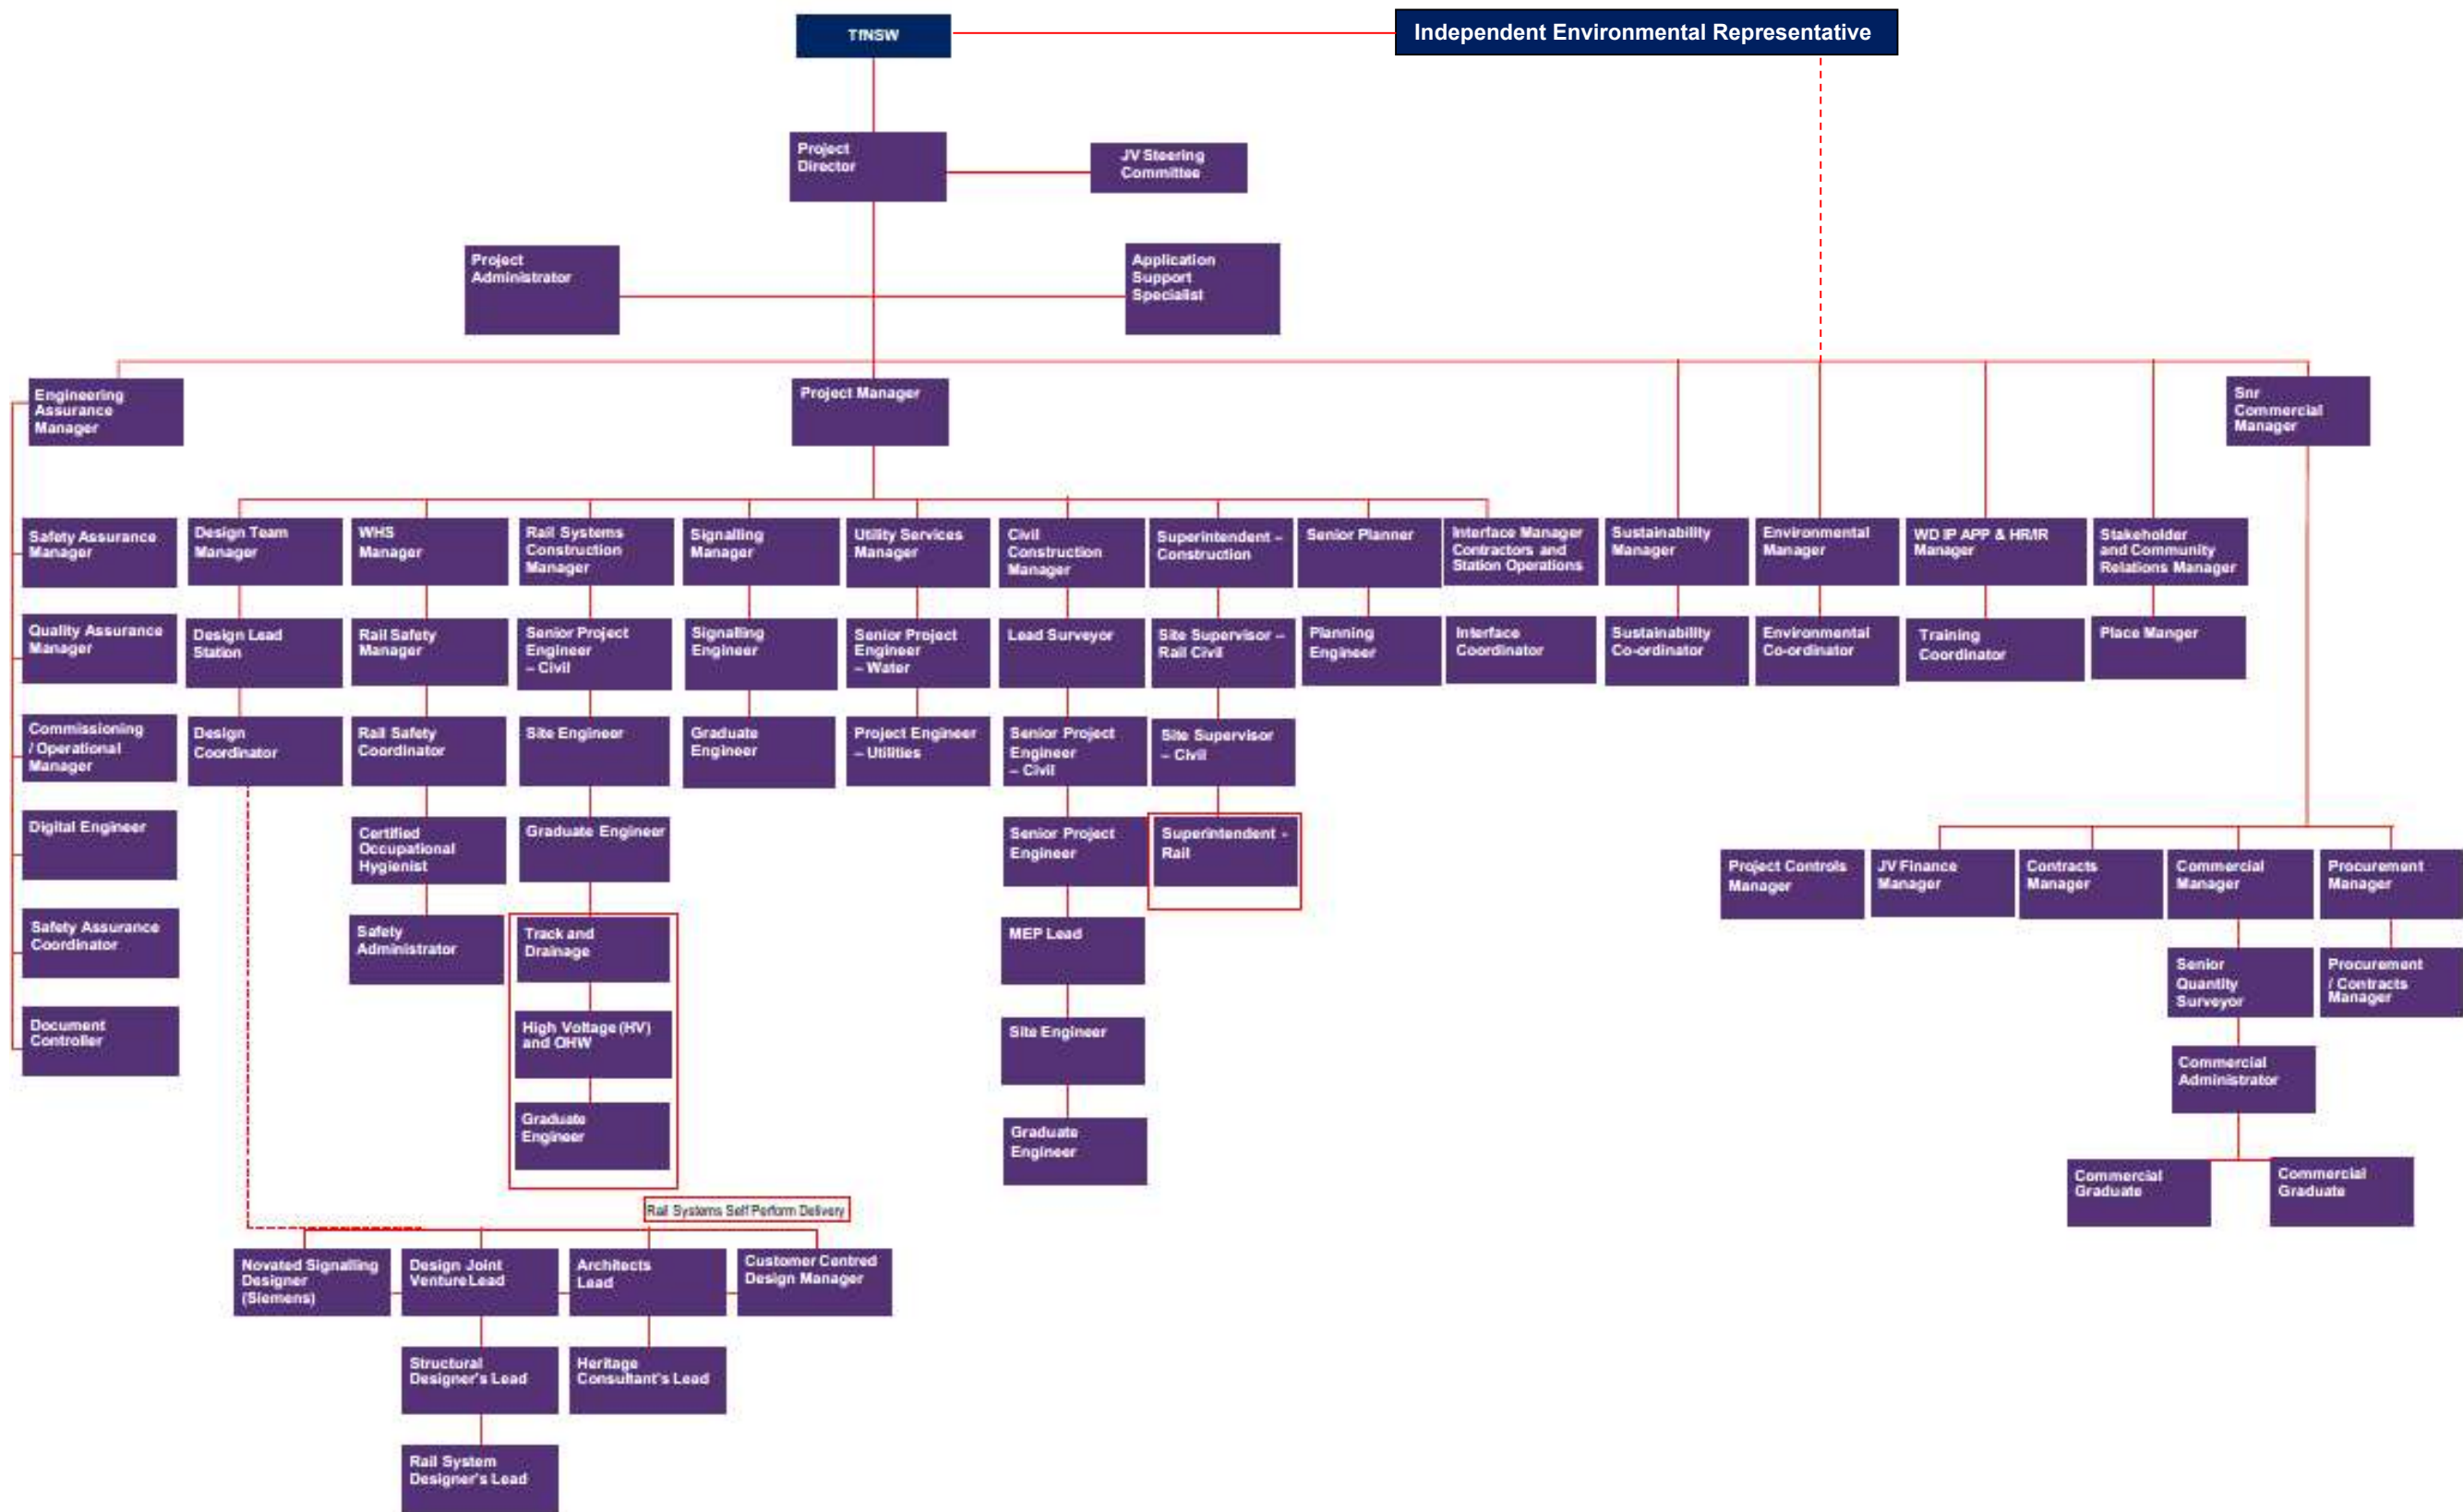 TfNSW
Independent Environmental Representative
Project
Director
JV Steering
Committee
Project
Administrator
Application
Support
Specialist
Engineering
Assurance
Manager
Project Manager
Snr
Commercial
Manager
Safety Assurance
Manager
Design Team
Manager
WHS
Manager
Rail Systems
Construction
Manager
Signalling
Manager
Utility Services
Manager
Civil
Construction
Manager
Superintendent –
Construction
Senior Planner
Interface Manager
Contractors and
Station Operations
Sustainability
Manager
Environmental
Manager
WD IP APP & HR/IR
Manager
Stakeholder
and Community
Relations Manager
Quality Assurance
Manager
Design Lead
Station
Rail Safety
Manager
Senior Project
Engineer
– Civil
Signalling
Engineer
Senior Project
Engineer
– Water
Lead Surveyor
Site Supervisor –
Rail Civil
Planning
Engineer
Interface
Coordinator
Sustainability
Co-ordinator
Environmental
Co-ordinator
Training
Coordinator
Place Manger
Commissioning
/ Operational
Manager
Design
Coordinator
Rail Safety
Coordinator
Site Engineer
Graduate
Engineer
Project Engineer
– Utilities
Senior Project
Engineer
– Civil
Site Supervisor
– Civil
Digital Engineer
Certified
Occupational
Hygienist
Graduate Engineer
Senior Project
Engineer
Superintendent -
Rail
Project Controls
Manager
JV Finance
Manager
Contracts
Manager
Commercial
Manager
Procurement
Manager
Safety Assurance
Coordinator
Safety
Administrator
Track and
Drainage
MEP Lead
Senior
Quantity
Surveyor
Procurement
/ Contracts
Manager
Document
Controller
High Voltage (HV)
and OHW
Site Engineer
Commercial
Administrator
Graduate
Engineer
Graduate
Engineer
Commercial
Graduate
Commercial
Graduate
Rail Systems Self Perform Delivery
Novated Signalling
Designer
(Siemens)
Design Joint
Venture Lead
Architects
Lead
Customer Centred
Design Manager
Structural
Designer's Lead
Heritage
Consultant's Lead
Rail System
Designer's Lead